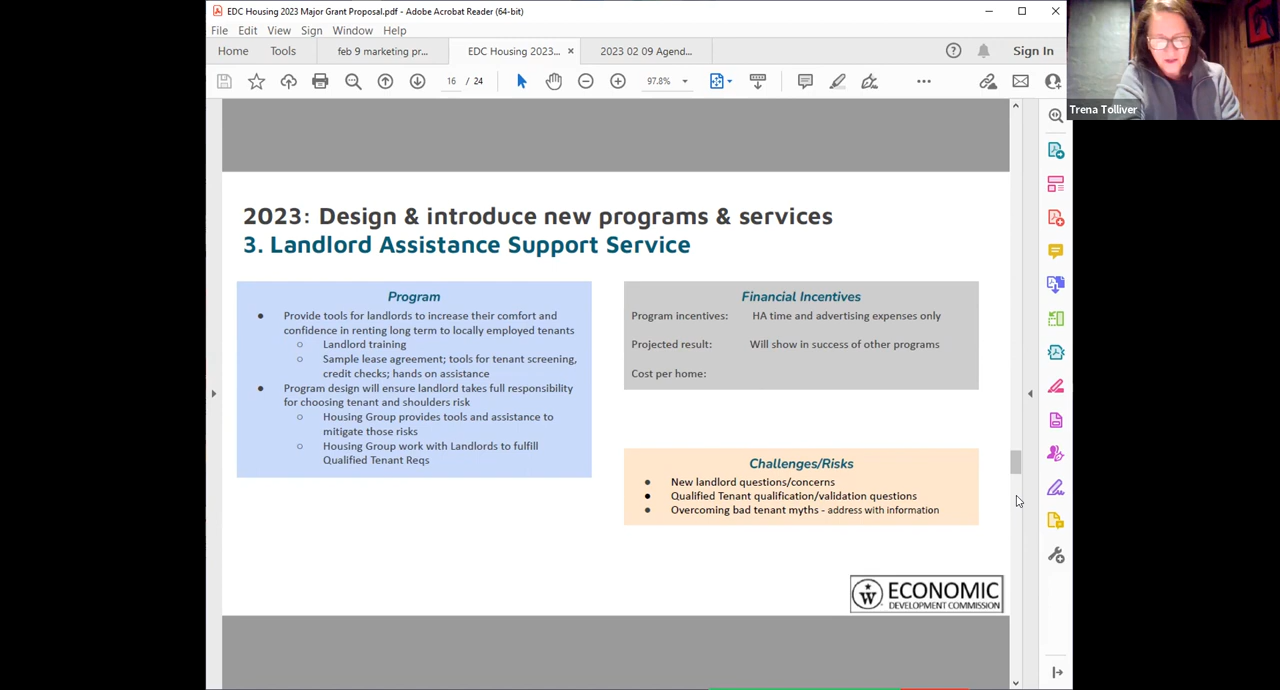 EDC Housing 2023 Major Grant Proposal.pdf - Adobe Acrobat Reader (64-bit)
File Edit View Sign Window Help
Home Tools feb 9 marketing pr... EDC Housing 2023... × 2023 02 09 Agend... Sign In
16 / 24 97.8%
Trena Tolliver
2023: Design & introduce new programs & services
3. Landlord Assistance Support Service
Program
● Provide tools for landlords to increase their comfort and
confidence in renting long term to locally employed tenants
○ Landlord training
○ Sample lease agreement; tools for tenant screening,
credit checks; hands on assistance
● Program design will ensure landlord takes full responsibility
for choosing tenant and shoulders risk
○ Housing Group provides tools and assistance to
mitigate those risks
○ Housing Group work with Landlords to fulfill
Qualified Tenant Reqs
Financial Incentives
Program incentives: HA time and advertising expenses only
Projected result: Will show in success of other programs
Cost per home:
Challenges/Risks
● New landlord questions/concerns
● Qualified Tenant qualification/validation questions
● Overcoming bad tenant myths - address with information
W ECONOMIC
DEVELOPMENT COMMISSION